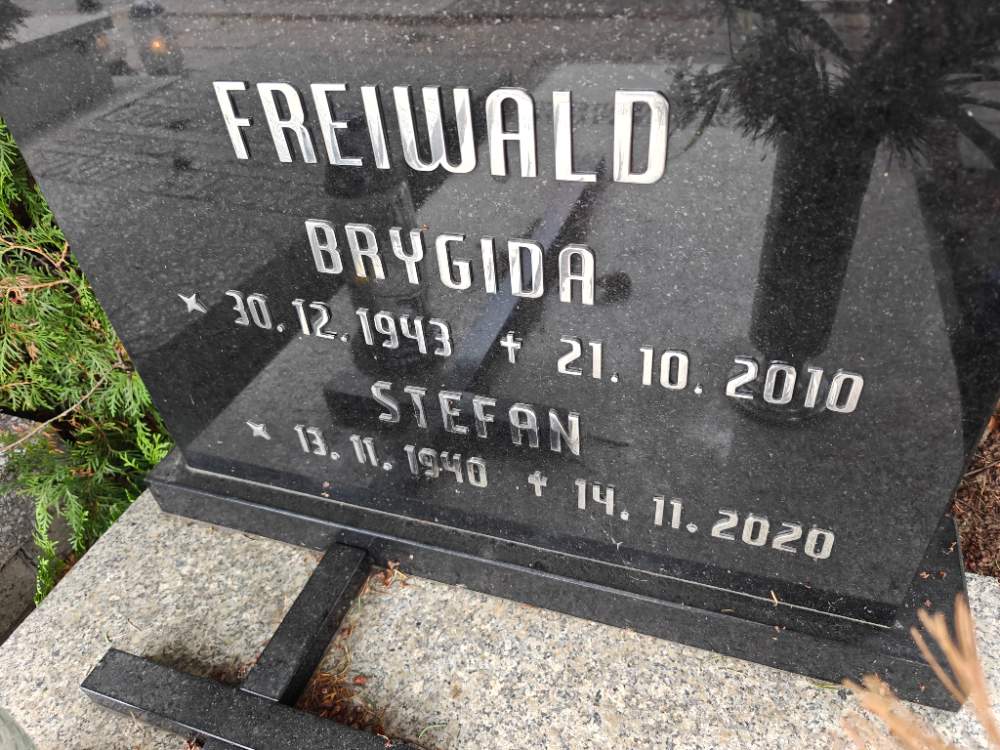 FREIWALD
BRYGIDA
30.12.1943 21.10.2010
STEFAN
13.11.1940 14.11.2020